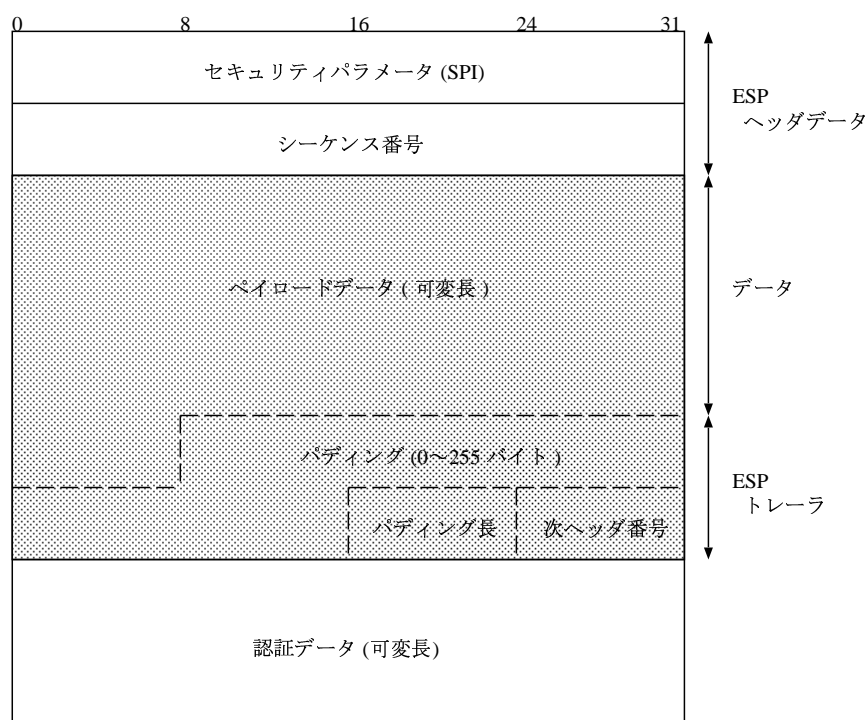 0 8 16 24 31
セキュリティパラメータ (SPI)
ESP
ヘッダデータ
シーケンス番号
ペイロードデータ ( 可変長 )
データ
パディング (0～255 バイト )
ESP
トレーラ
パディング長
次ヘッダ番号
認証データ (可変長)